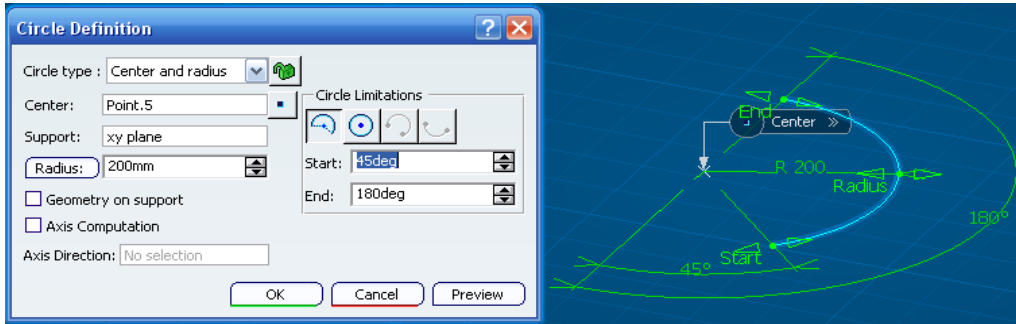 Circle Definition
Circle type : Center and radius
Center: Point.5
Support: xy plane
Radius: 200mm
Geometry on support
Axis Computation
Axis Direction: No selection
Circle Limitations
Start: 45deg
End: 180deg
OK Cancel Preview
End
Center »
R 200
Radius
180°
Start
45°